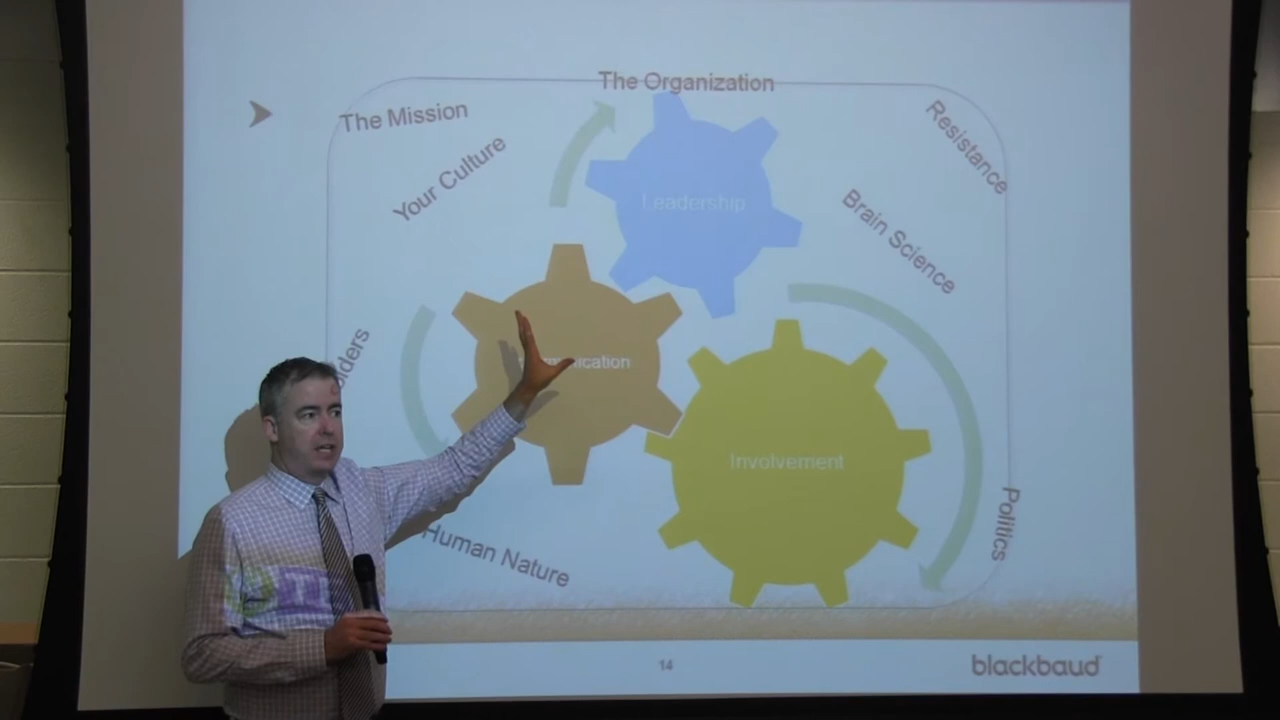 The Organization
The Mission
Resistance
Your Culture
Brain Science
Leadership
Involvement
Politics
Human Nature
14
blackbaud